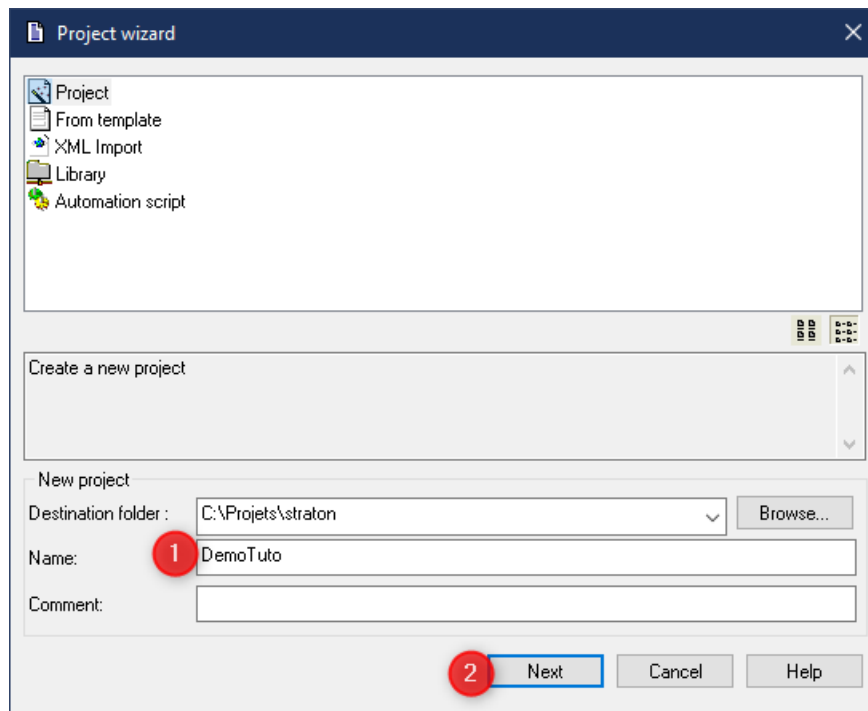 Project wizard
Project
From template
XML Import
Library
Automation script
Create a new project
New project
Destination folder :
C:\Projets\straton
Browse...
Name:
1
DemoTuto
Comment:
2
Next
Cancel
Help